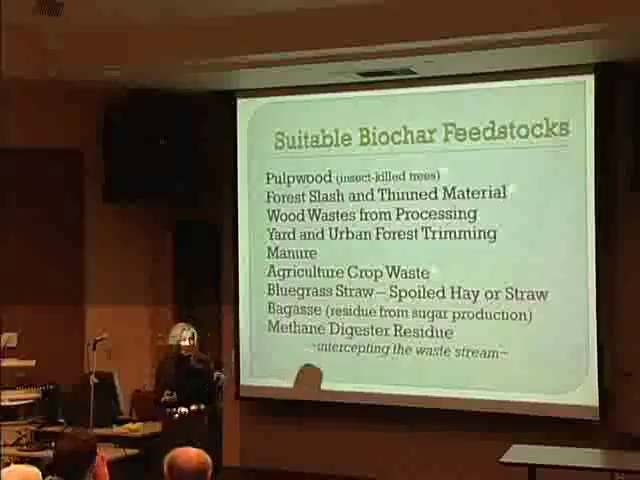 Suitable Biochar Feedstocks
Pulpwood (insect-killed trees)
Forest Slash and Thinned Material
Wood Wastes from Processing
Yard and Urban Forest Trimming
Manure
Agriculture Crop Waste
Bluegrass Straw – Spoiled Hay or Straw
Bagasse (residue from sugar production)
Methane Digester Residue
~intercepting the waste stream~